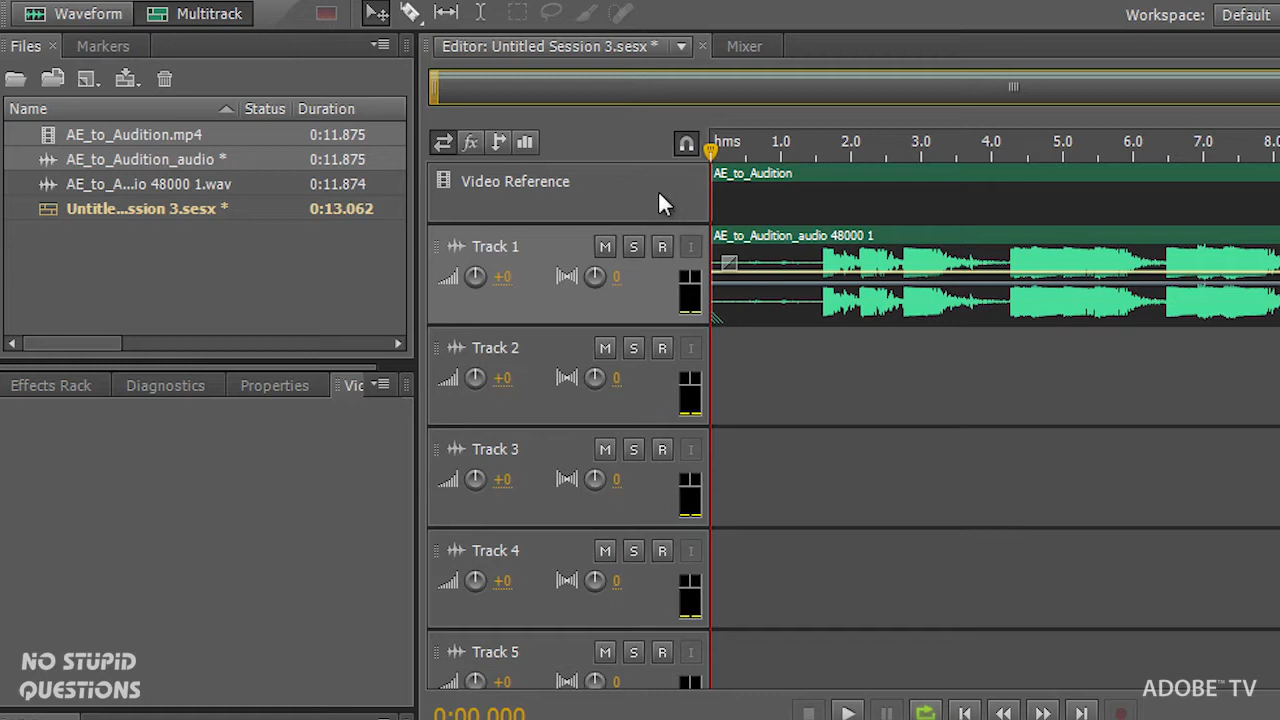 Waveform
Multitrack
Workspace: Default
Files
Markers
Editor: Untitled Session 3.sesx *
Mixer
Name
Status
Duration
AE_to_Audition.mp4 0:11.875
AE_to_Audition_audio * 0:11.875
AE_to_A...io 48000 1.wav 0:11.874
Untitle...ssion 3.sesx * 0:13.062
fx
hms 1.0 2.0 3.0 4.0 5.0 6.0 7.0 8.0
Video Reference
AE_to_Audition
Track 1 M S R I
+0 0
AE_to_Audition_audio 48000 1
Track 2 M S R I
+0 0
Track 3 M S R I
+0 0
Track 4 M S R I
+0 0
Track 5 M S R I
+0 0
Effects Rack
Diagnostics
Properties
Vic
0:00.000
NO STUPID
QUESTIONS
ADOBE™ TV